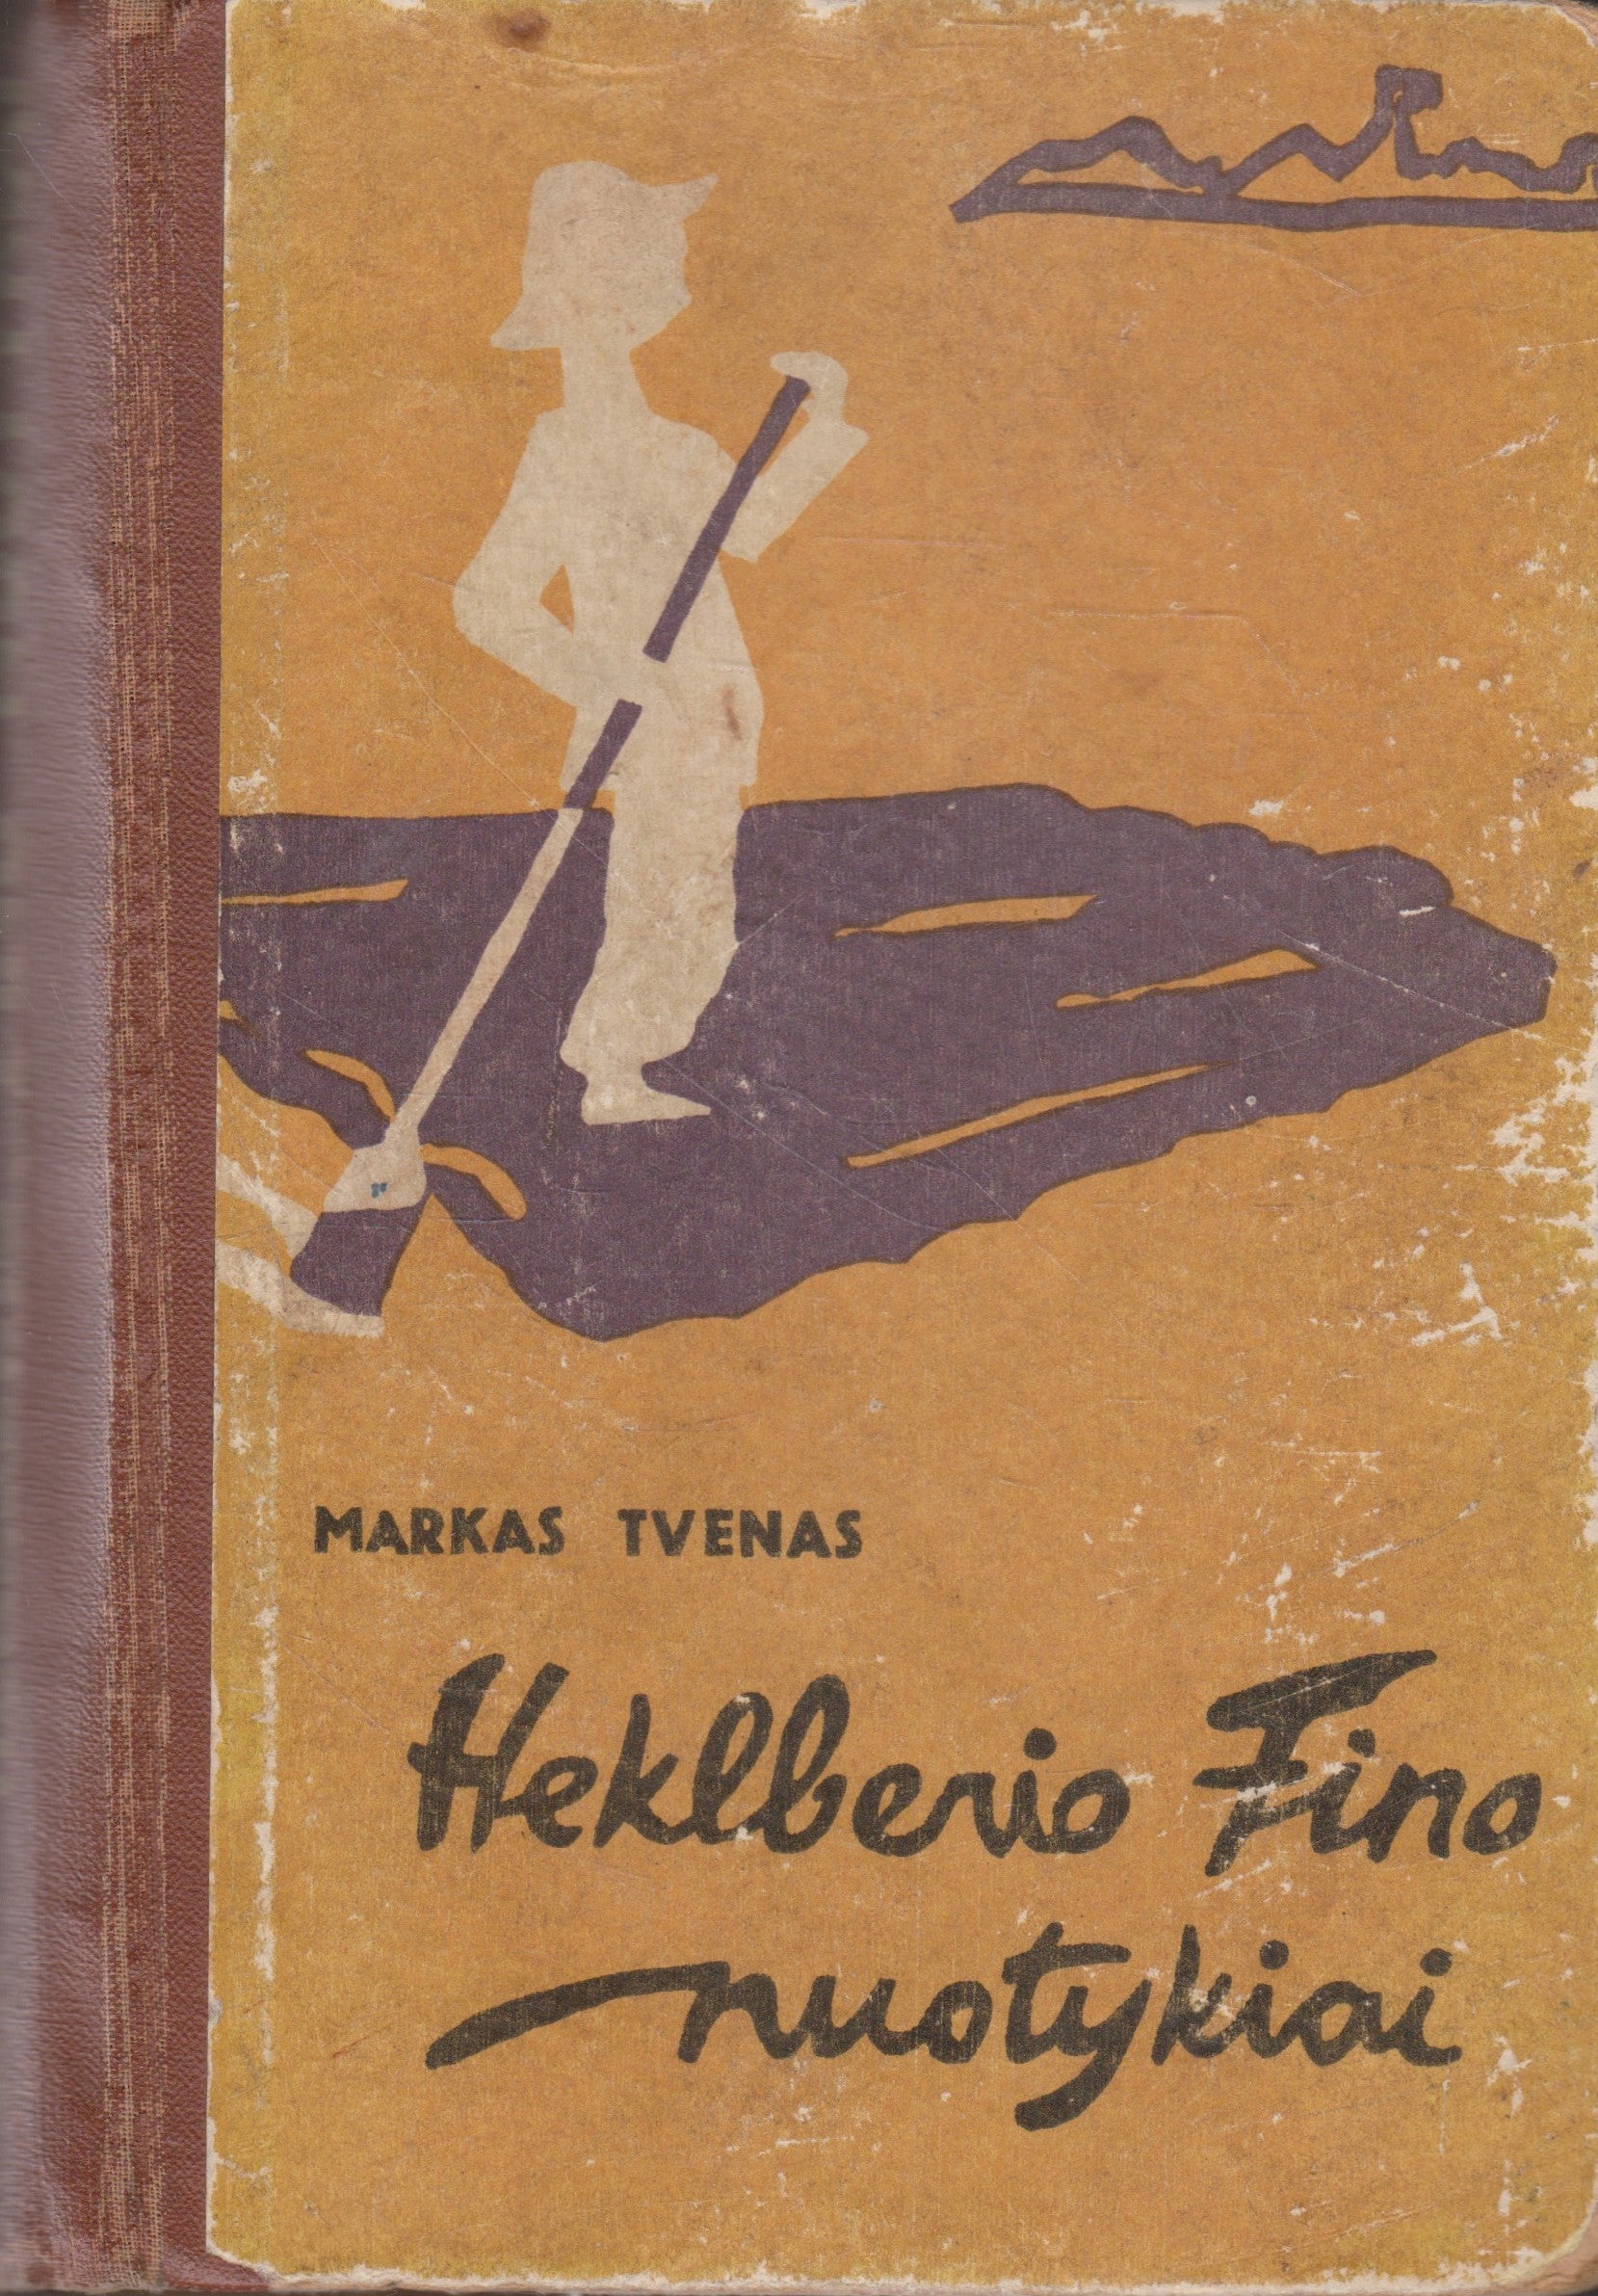 MARKAS TVENAS
Heklberio Fino
nuotykiai